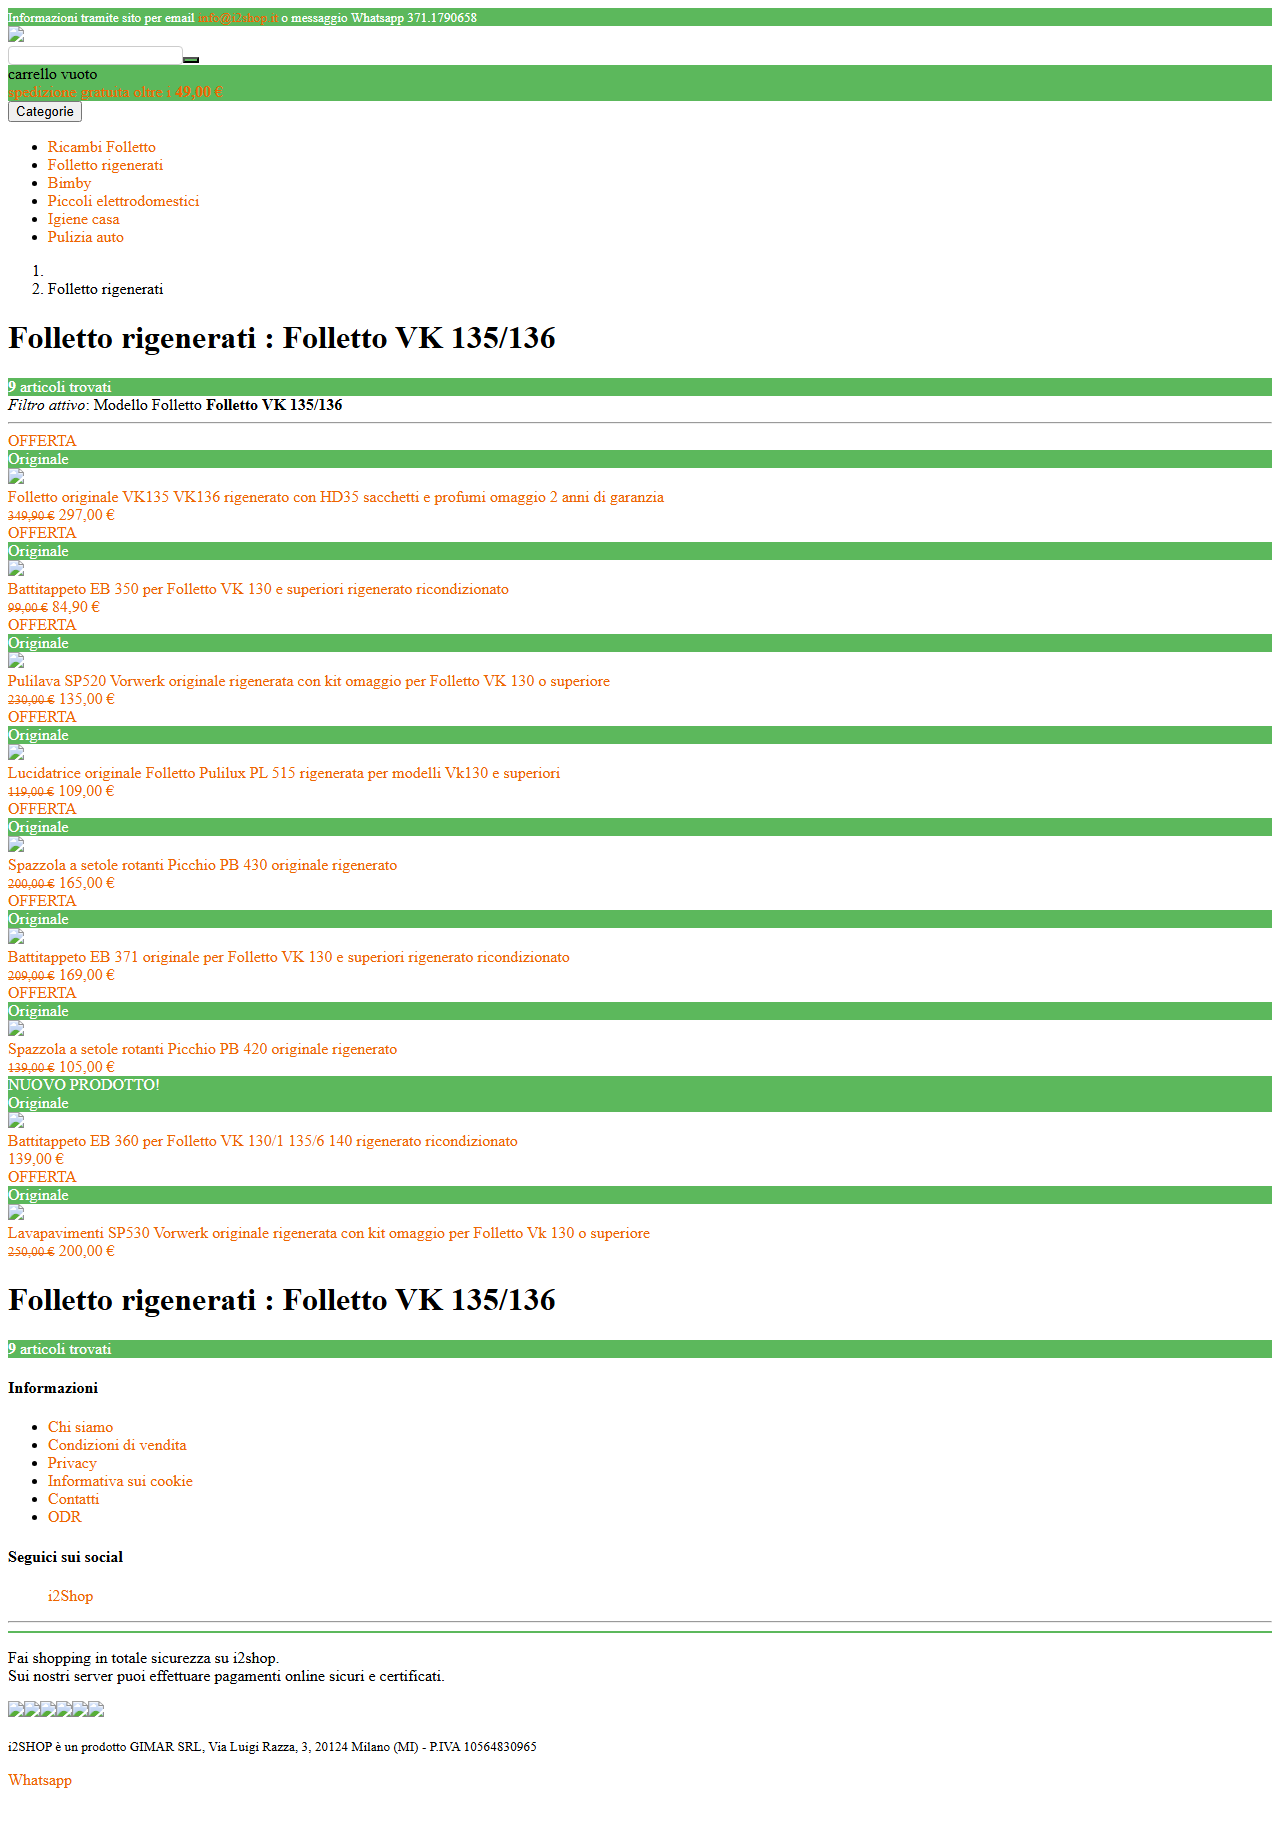 Informazioni tramite sito per email info@i2shop.it o messaggio Whatsapp 371.1790658
carrello vuoto
spedizione gratuita oltre i 49,00 €
Categorie
Ricambi Folletto
Folletto rigenerati
Bimby
Piccoli elettrodomestici
Igiene casa
Pulizia auto
1.
2. Folletto rigenerati
Folletto rigenerati : Folletto VK 135/136
9 articoli trovati
Filtro attivo: Modello Folletto Folletto VK 135/136
OFFERTA
Originale
Folletto originale VK135 VK136 rigenerato con HD35 sacchetti e profumi omaggio 2 anni di garanzia
349,90 € 297,00 €
OFFERTA
Originale
Battitappeto EB 350 per Folletto VK 130 e superiori rigenerato ricondizionato
99,00 € 84,90 €
OFFERTA
Originale
Pulilava SP520 Vorwerk originale rigenerata con kit omaggio per Folletto VK 130 o superiore
230,00 € 135,00 €
OFFERTA
Originale
Lucidatrice originale Folletto Pulilux PL 515 rigenerata per modelli Vk130 e superiori
119,00 € 109,00 €
OFFERTA
Originale
Spazzola a setole rotanti Picchio PB 430 originale rigenerato
200,00 € 165,00 €
OFFERTA
Originale
Battitappeto EB 371 originale per Folletto VK 130 e superiori rigenerato ricondizionato
209,00 € 169,00 €
OFFERTA
Originale
Spazzola a setole rotanti Picchio PB 420 originale rigenerato
139,00 € 105,00 €
NUOVO PRODOTTO!
Originale
Battitappeto EB 360 per Folletto VK 130/1 135/6 140 rigenerato ricondizionato
139,00 €
OFFERTA
Originale
Lavapavimenti SP530 Vorwerk originale rigenerata con kit omaggio per Folletto Vk 130 o superiore
250,00 € 200,00 €
Folletto rigenerati : Folletto VK 135/136
9 articoli trovati
Informazioni
Chi siamo
Condizioni di vendita
Privacy
Informativa sui cookie
Contatti
ODR
Seguici sui social
i2Shop
Fai shopping in totale sicurezza su i2shop.
Sui nostri server puoi effettuare pagamenti online sicuri e certificati.
i2SHOP è un prodotto GIMAR SRL, Via Luigi Razza, 3, 20124 Milano (MI) - P.IVA 10564830965
Whatsapp